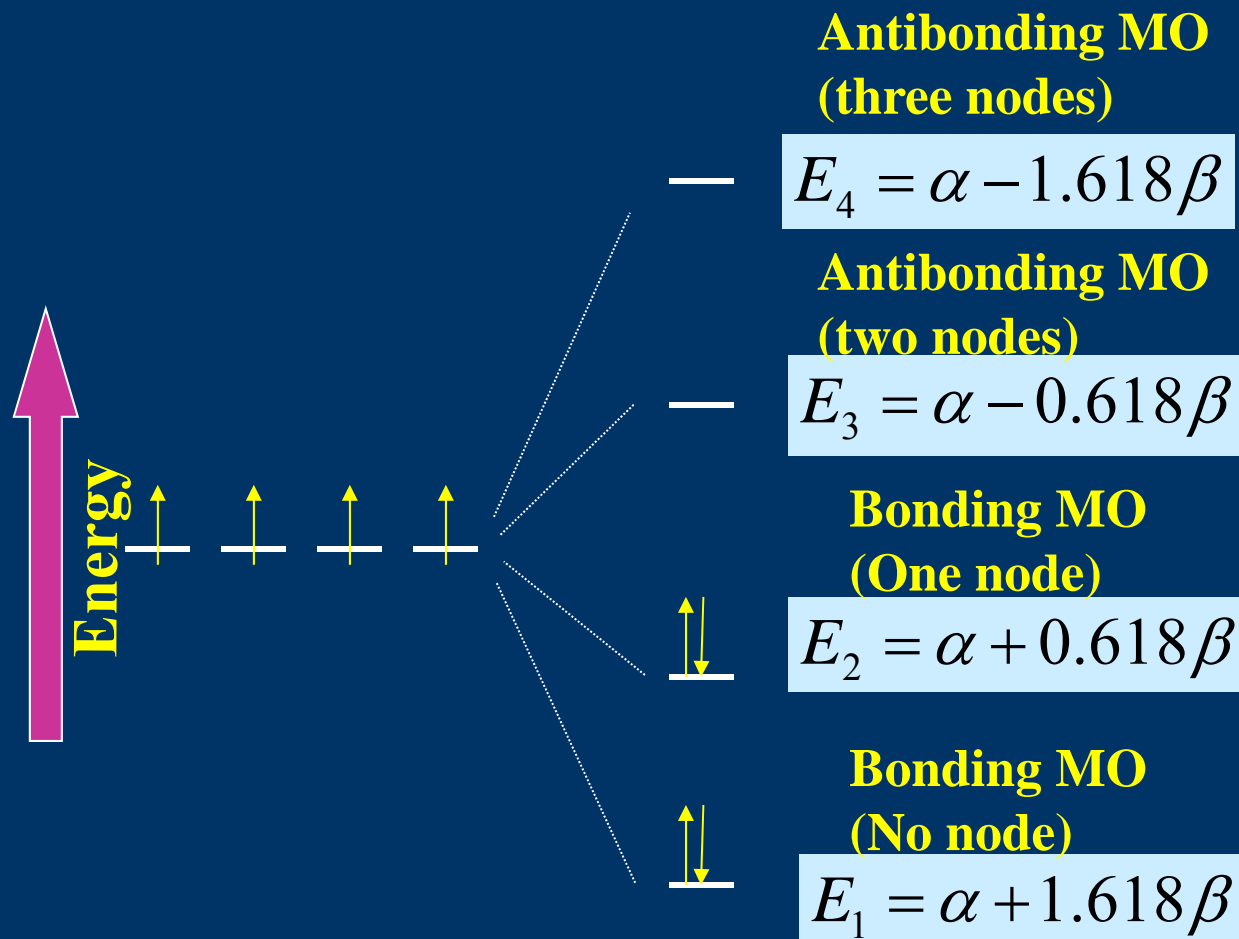 Antibonding MO
(three nodes)
E₄ = α − 1.618β
Antibonding MO
(two nodes)
E₃ = α − 0.618β
Energy
Bonding MO
(One node)
E₂ = α + 0.618β
Bonding MO
(No node)
E₁ = α + 1.618β